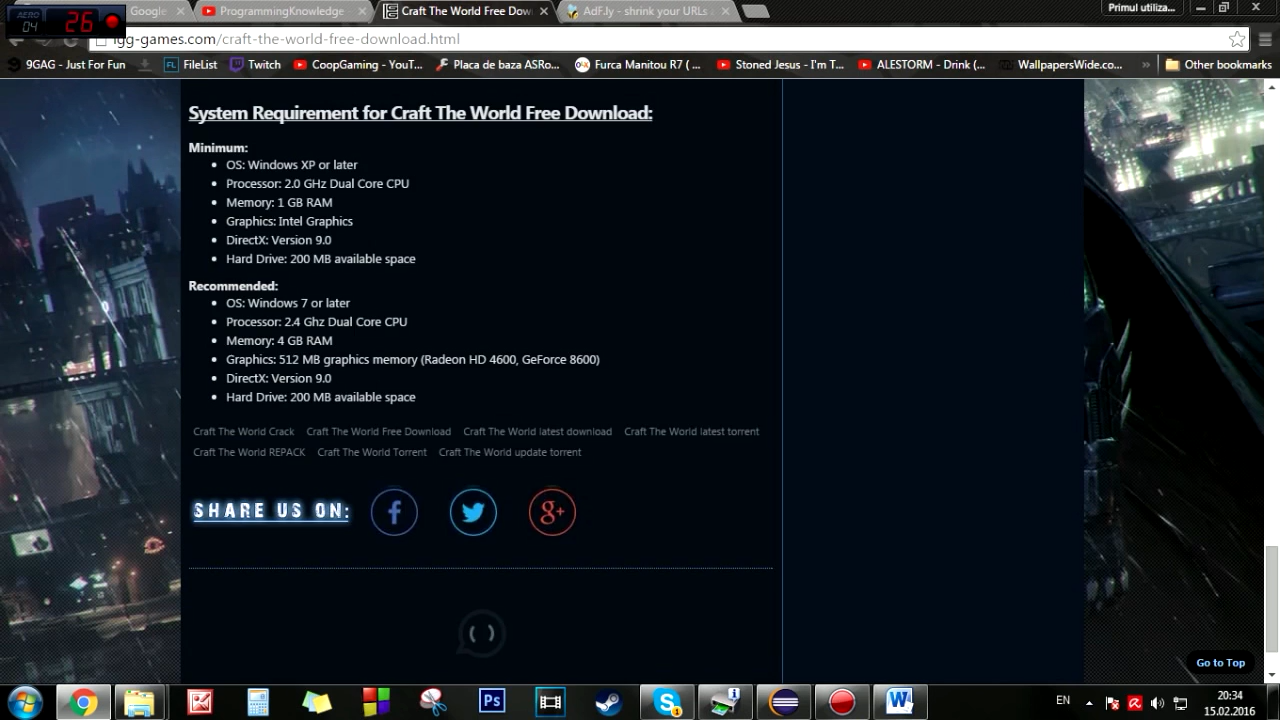 Google
ProgrammingKnowledge
Craft The World Free Dow
AdF.ly - shrink your URLs
Primul utiliza...
AERO
04
26
igg-games.com/craft-the-world-free-download.html
9GAG - Just For Fun
FL FileList
Twitch
CoopGaming - YouT...
Placa de baza ASRo...
Furca Manitou R7 ( ...
Stoned Jesus - I'm T...
ALESTORM - Drink (...
WallpapersWide.co...
»
Other bookmarks
System Requirement for Craft The World Free Download:
Minimum:
• OS: Windows XP or later
• Processor: 2.0 GHz Dual Core CPU
• Memory: 1 GB RAM
• Graphics: Intel Graphics
• DirectX: Version 9.0
• Hard Drive: 200 MB available space
Recommended:
• OS: Windows 7 or later
• Processor: 2.4 Ghz Dual Core CPU
• Memory: 4 GB RAM
• Graphics: 512 MB graphics memory (Radeon HD 4600, GeForce 8600)
• DirectX: Version 9.0
• Hard Drive: 200 MB available space
Craft The World Crack Craft The World Free Download Craft The World latest download Craft The World latest torrent
Craft The World REPACK Craft The World Torrent Craft The World update torrent
SHARE US ON:
f
g+
Go to Top
Ps
S
1
W
EN
20:34
15.02.2016